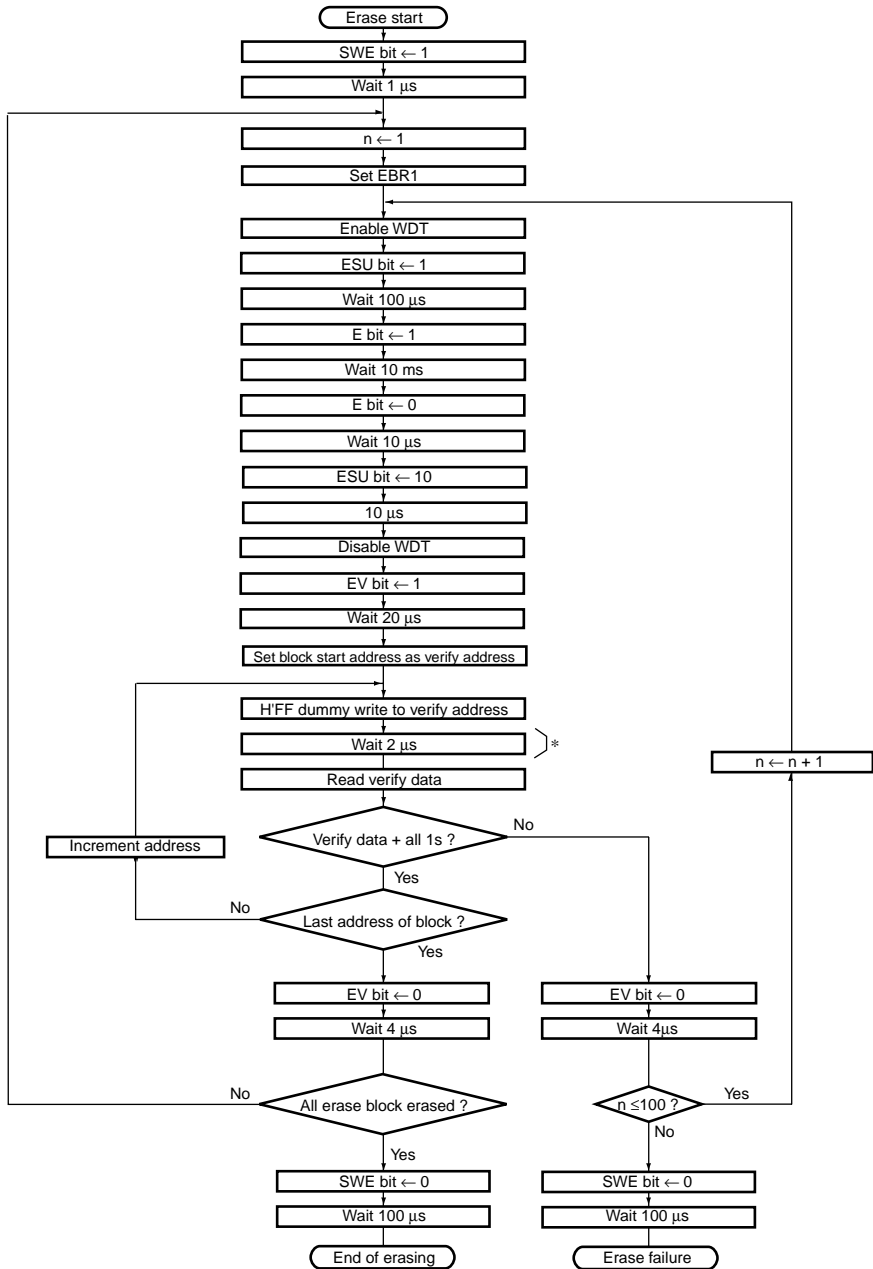 Erase start
SWE bit ← 1
Wait 1 μs
n ← 1
Set EBR1
Enable WDT
ESU bit ← 1
Wait 100 μs
E bit ← 1
Wait 10 ms
E bit ← 0
Wait 10 μs
ESU bit ← 10
10 μs
Disable WDT
EV bit ← 1
Wait 20 μs
Set block start address as verify address
H'FF dummy write to verify address
Wait 2 μs
*
n ← n + 1
Read verify data
Verify data + all 1s ?
No
Increment address
Yes
No
Last address of block ?
Yes
EV bit ← 0
EV bit ← 0
Wait 4 μs
Wait 4μs
No
All erase block erased ?
n ≤100 ?
Yes
Yes
No
SWE bit ← 0
SWE bit ← 0
Wait 100 μs
Wait 100 μs
End of erasing
Erase failure